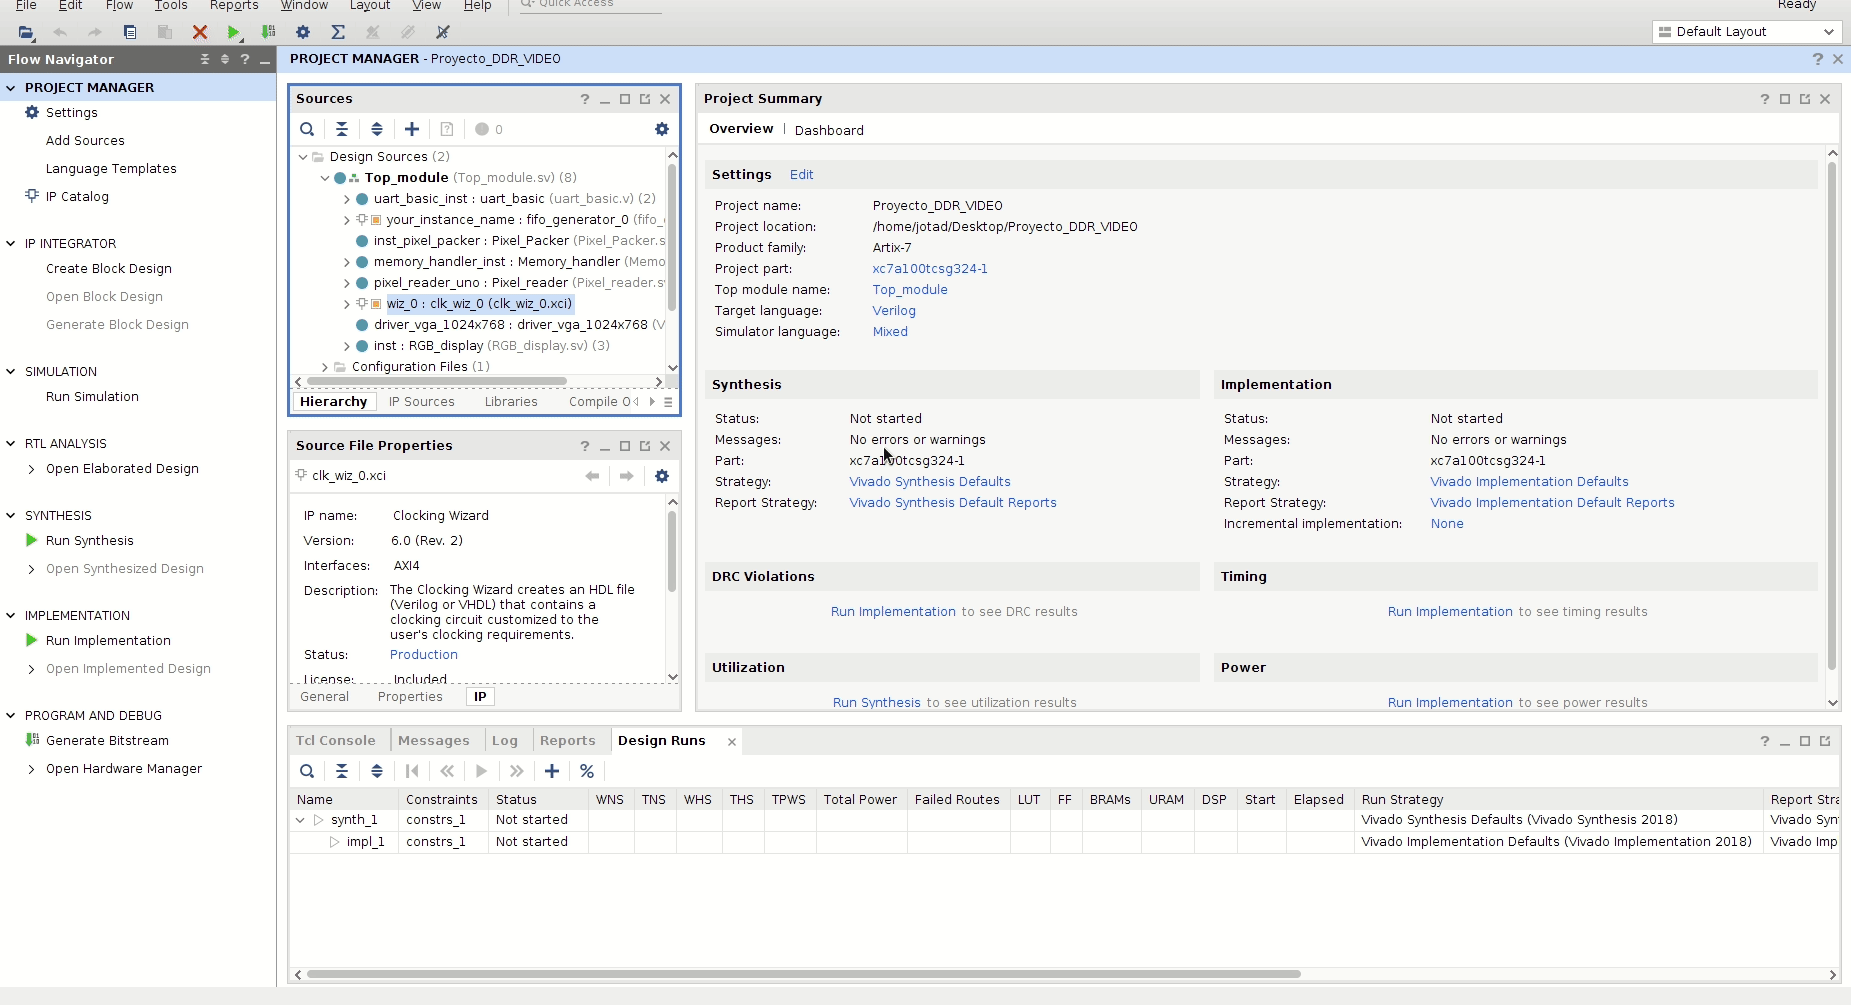 File Edit Flow Tools Reports Window Layout View Help Quick Access Ready
Default Layout
Flow Navigator
PROJECT MANAGER - Proyecto_DDR_VIDEO
PROJECT MANAGER
Settings
Add Sources
Language Templates
IP Catalog
IP INTEGRATOR
Create Block Design
Open Block Design
Generate Block Design
SIMULATION
Run Simulation
RTL ANALYSIS
Open Elaborated Design
SYNTHESIS
Run Synthesis
Open Synthesized Design
IMPLEMENTATION
Run Implementation
Open Implemented Design
PROGRAM AND DEBUG
Generate Bitstream
Open Hardware Manager
Sources
0
Design Sources (2)
Top_module (Top_module.sv) (8)
uart_basic_inst : uart_basic (uart_basic.v) (2)
your_instance_name : fifo_generator_0 (fifo_
inst_pixel_packer : Pixel_Packer (Pixel_Packer.s
memory_handler_inst : Memory_handler (Memo
pixel_reader_uno : Pixel_reader (Pixel_reader.s
wiz_0 : clk_wiz_0 (clk_wiz_0.xci)
driver_vga_1024x768 : driver_vga_1024x768 (V
inst : RGB_display (RGB_display.sv) (3)
Configuration Files (1)
Hierarchy IP Sources Libraries Compile O
Source File Properties
clk_wiz_0.xci
IP name: Clocking Wizard
Version: 6.0 (Rev. 2)
Interfaces: AXI4
Description: The Clocking Wizard creates an HDL file
(Verilog or VHDL) that contains a
clocking circuit customized to the
user's clocking requirements.
Status: Production
License: Included
General Properties IP
Project Summary
Overview | Dashboard
Settings Edit
Project name: Proyecto_DDR_VIDEO
Project location: /home/jotad/Desktop/Proyecto_DDR_VIDEO
Product family: Artix-7
Project part: xc7a100tcsg324-1
Top module name: Top_module
Target language: Verilog
Simulator language: Mixed
Synthesis
Status: Not started
Messages: No errors or warnings
Part: xc7a100tcsg324-1
Strategy: Vivado Synthesis Defaults
Report Strategy: Vivado Synthesis Default Reports
Implementation
Status: Not started
Messages: No errors or warnings
Part: xc7a100tcsg324-1
Strategy: Vivado Implementation Defaults
Report Strategy: Vivado Implementation Default Reports
Incremental implementation: None
DRC Violations
Run Implementation to see DRC results
Timing
Run Implementation to see timing results
Utilization
Run Synthesis to see utilization results
Power
Run Implementation to see power results
Tcl Console Messages Log Reports Design Runs
Name Constraints Status WNS TNS WHS THS TPWS Total Power Failed Routes LUT FF BRAMs URAM DSP Start Elapsed Run Strategy Report Stra
synth_1 constrs_1 Not started Vivado Synthesis Defaults (Vivado Synthesis 2018) Vivado Syn
impl_1 constrs_1 Not started Vivado Implementation Defaults (Vivado Implementation 2018) Vivado Imp